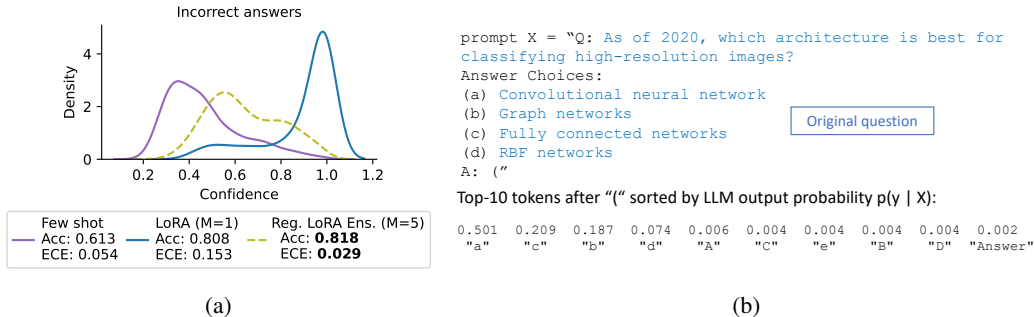 Incorrect answers
Density
4
2
0
0.2 0.4 0.6 0.8 1.0 1.2
Confidence
Few shot
Acc: 0.613
ECE: 0.054
LoRA (M=1)
Acc: 0.808
ECE: 0.153
Reg. LoRA Ens. (M=5)
Acc: 0.818
ECE: 0.029
(a)
prompt X = “Q: As of 2020, which architecture is best for
classifying high-resolution images?
Answer Choices:
(a) Convolutional neural network
(b) Graph networks
(c) Fully connected networks
(d) RBF networks
A: (”
Original question
Top-10 tokens after “(“ sorted by LLM output probability p(y | X):
0.501 0.209 0.187 0.074 0.006 0.004 0.004 0.004 0.004 0.002
"a" "c" "b" "d" "A" "C" "e" "B" "D" "Answer"
(b)